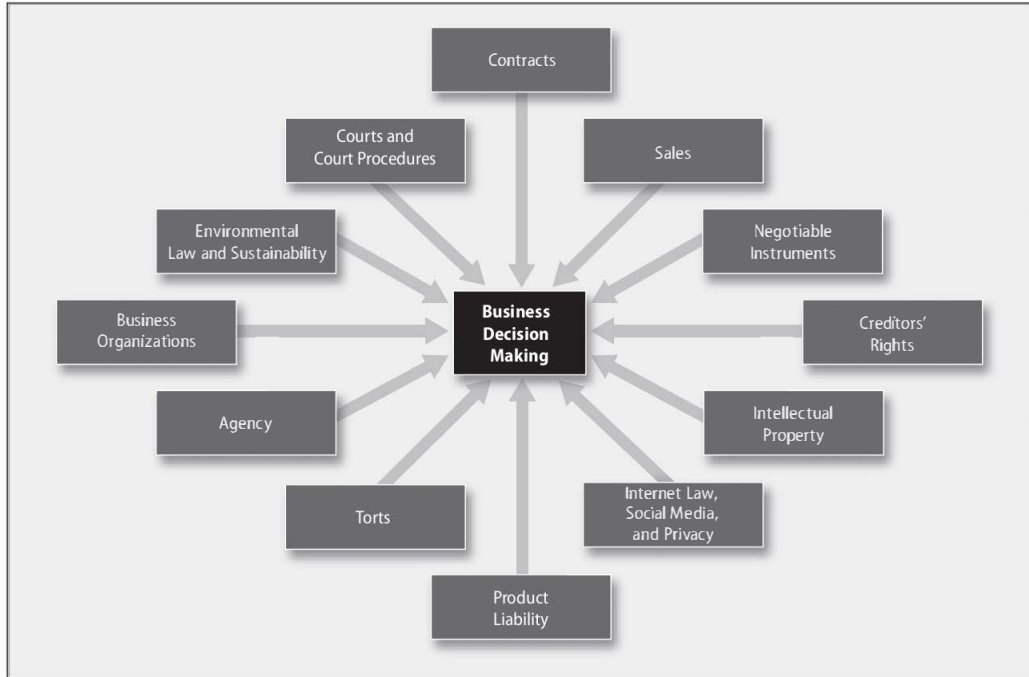 Contracts
Courts and
Court Procedures
Sales
Environmental
Law and Sustainability
Negotiable
Instruments
Business
Decision
Making
Business
Organizations
Creditors'
Rights
Agency
Intellectual
Property
Torts
Internet Law,
Social Media,
and Privacy
Product
Liability